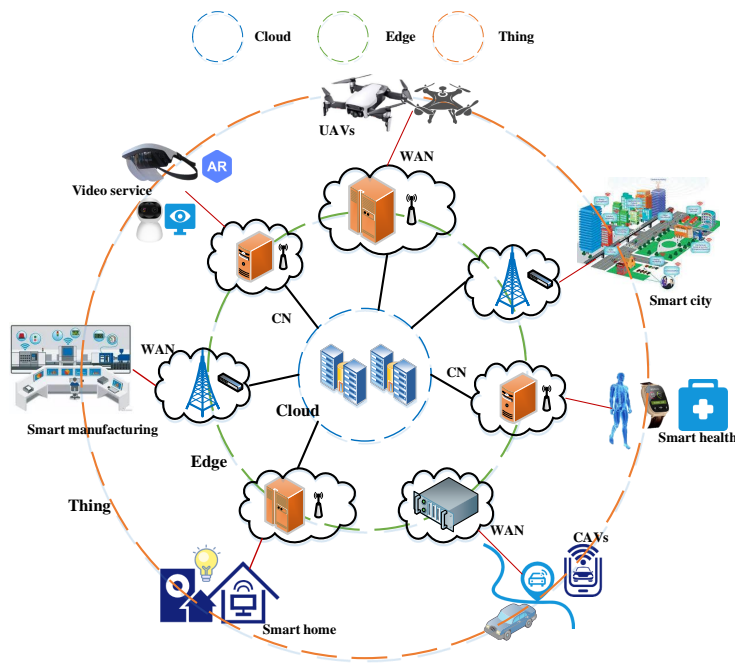 Cloud
Edge
Thing
UAVs
WAN
Video service
AR
Smart city
CN
WAN
CN
Cloud
Smart manufacturing
Smart health
Edge
Thing
WAN
CAVs
Smart home